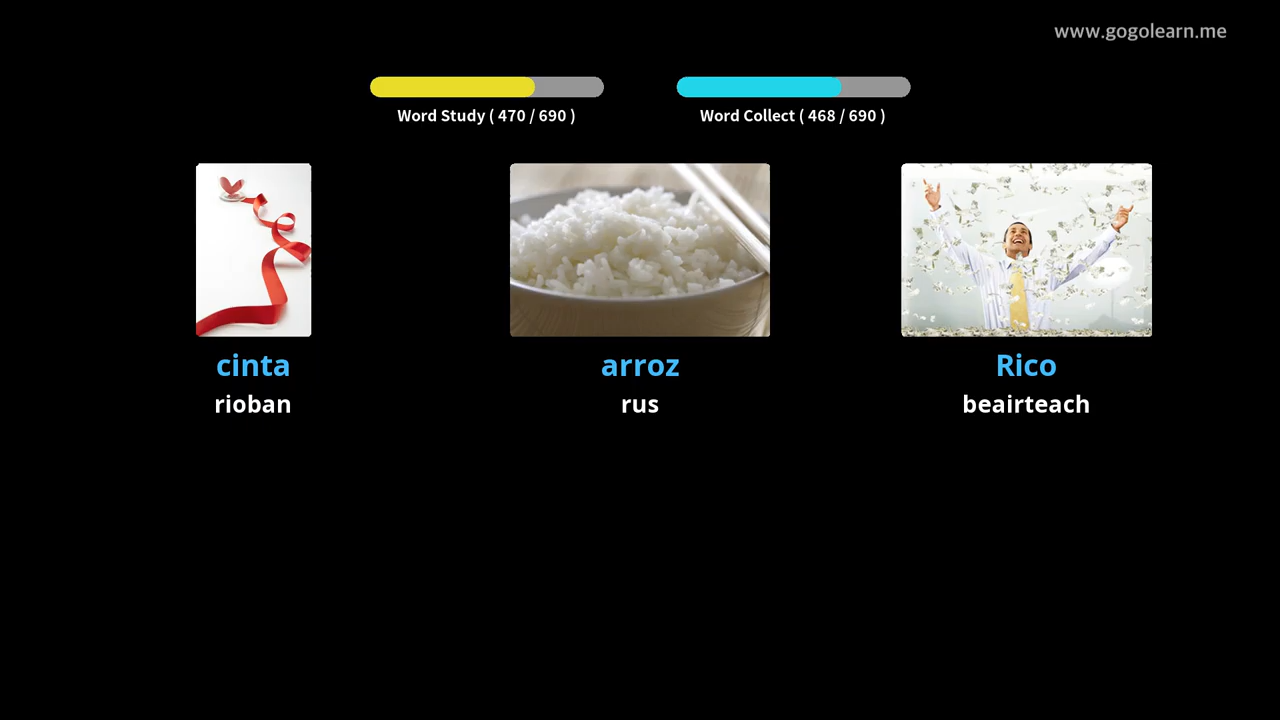 www.gogolearn.me
Word Study ( 470 / 690 )
Word Collect ( 468 / 690 )
cinta
rioban
arroz
rus
Rico
beairteach